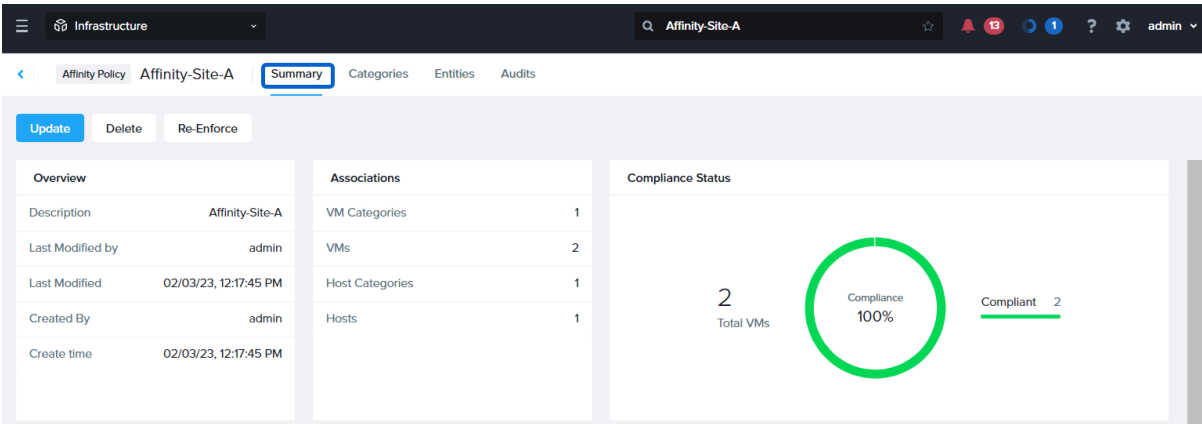 Infrastructure
Affinity-Site-A
13
1
?
admin
Affinity Policy Affinity-Site-A Summary Categories Entities Audits
Update Delete Re-Enforce
Overview
Description Affinity-Site-A
Last Modified by admin
Last Modified 02/03/23, 12:17:45 PM
Created By admin
Create time 02/03/23, 12:17:45 PM
Associations
VM Categories 1
VMs 2
Host Categories 1
Hosts 1
Compliance Status
2
Total VMs
Compliance
100%
Compliant 2